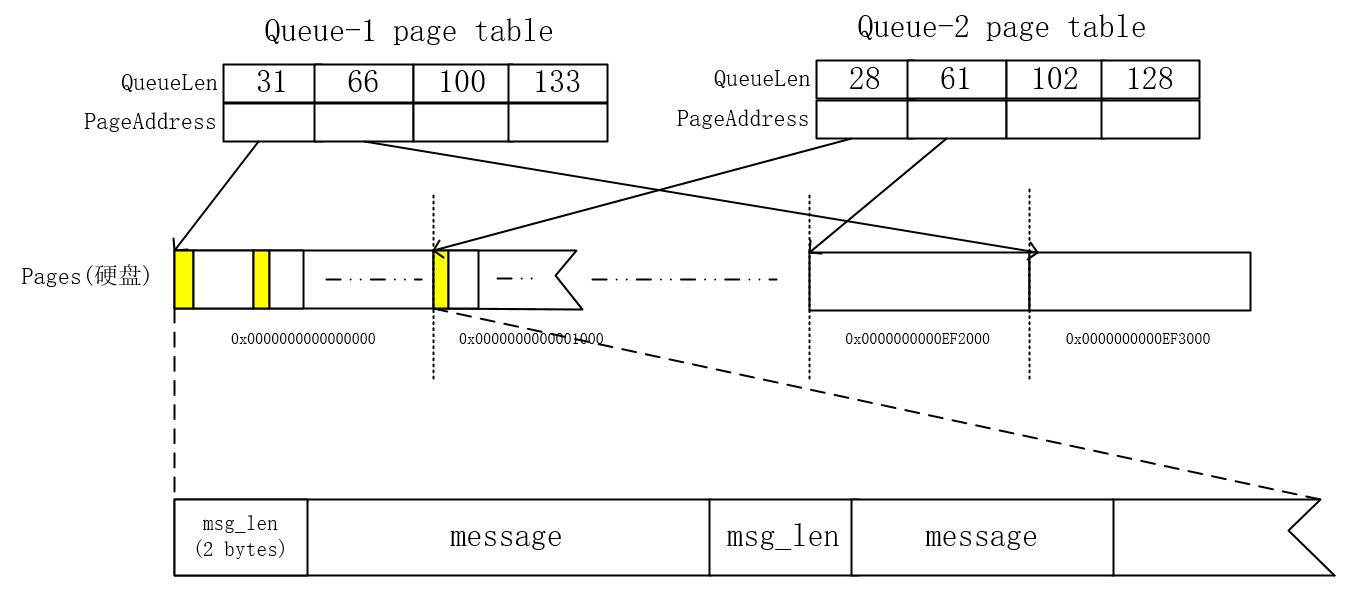 Queue-1 page table
QueueLen 31 66 100 133
PageAddress
Queue-2 page table
QueueLen 28 61 102 128
PageAddress
Pages(硬盘)
0x0000000000000000 0x0000000000001000 0x0000000000EF2000 0x0000000000EF3000
msg_len
(2 bytes)
message
msg_len
message